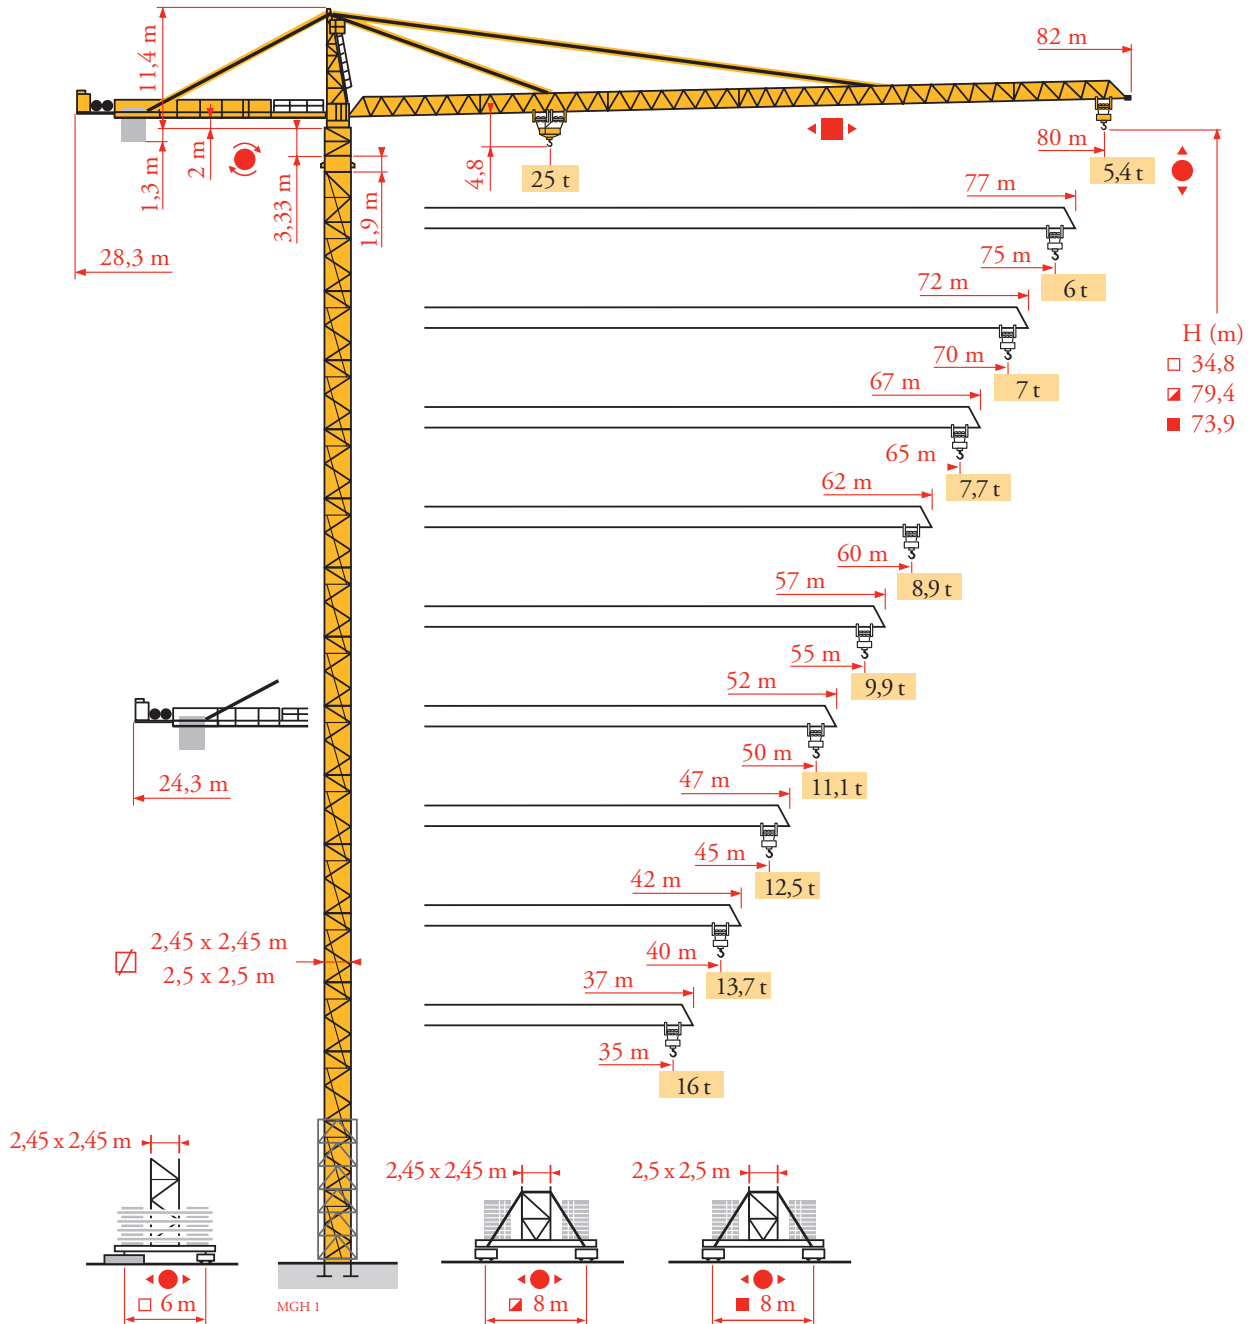 11,4 m
82 m
1,3 m
2 m
3,33 m
1,9 m
4,8
25 t
80 m
5,4 t
28,3 m
77 m
75 m
6 t
72 m
70 m
7 t
H (m)
34,8
79,4
73,9
67 m
65 m
7,7 t
62 m
60 m
8,9 t
57 m
55 m
9,9 t
52 m
50 m
11,1 t
24,3 m
47 m
45 m
12,5 t
42 m
40 m
13,7 t
2,45 x 2,45 m
2,5 x 2,5 m
37 m
35 m
16 t
2,45 x 2,45 m
2,45 x 2,45 m
2,5 x 2,5 m
6 m
MGH 1
8 m
8 m